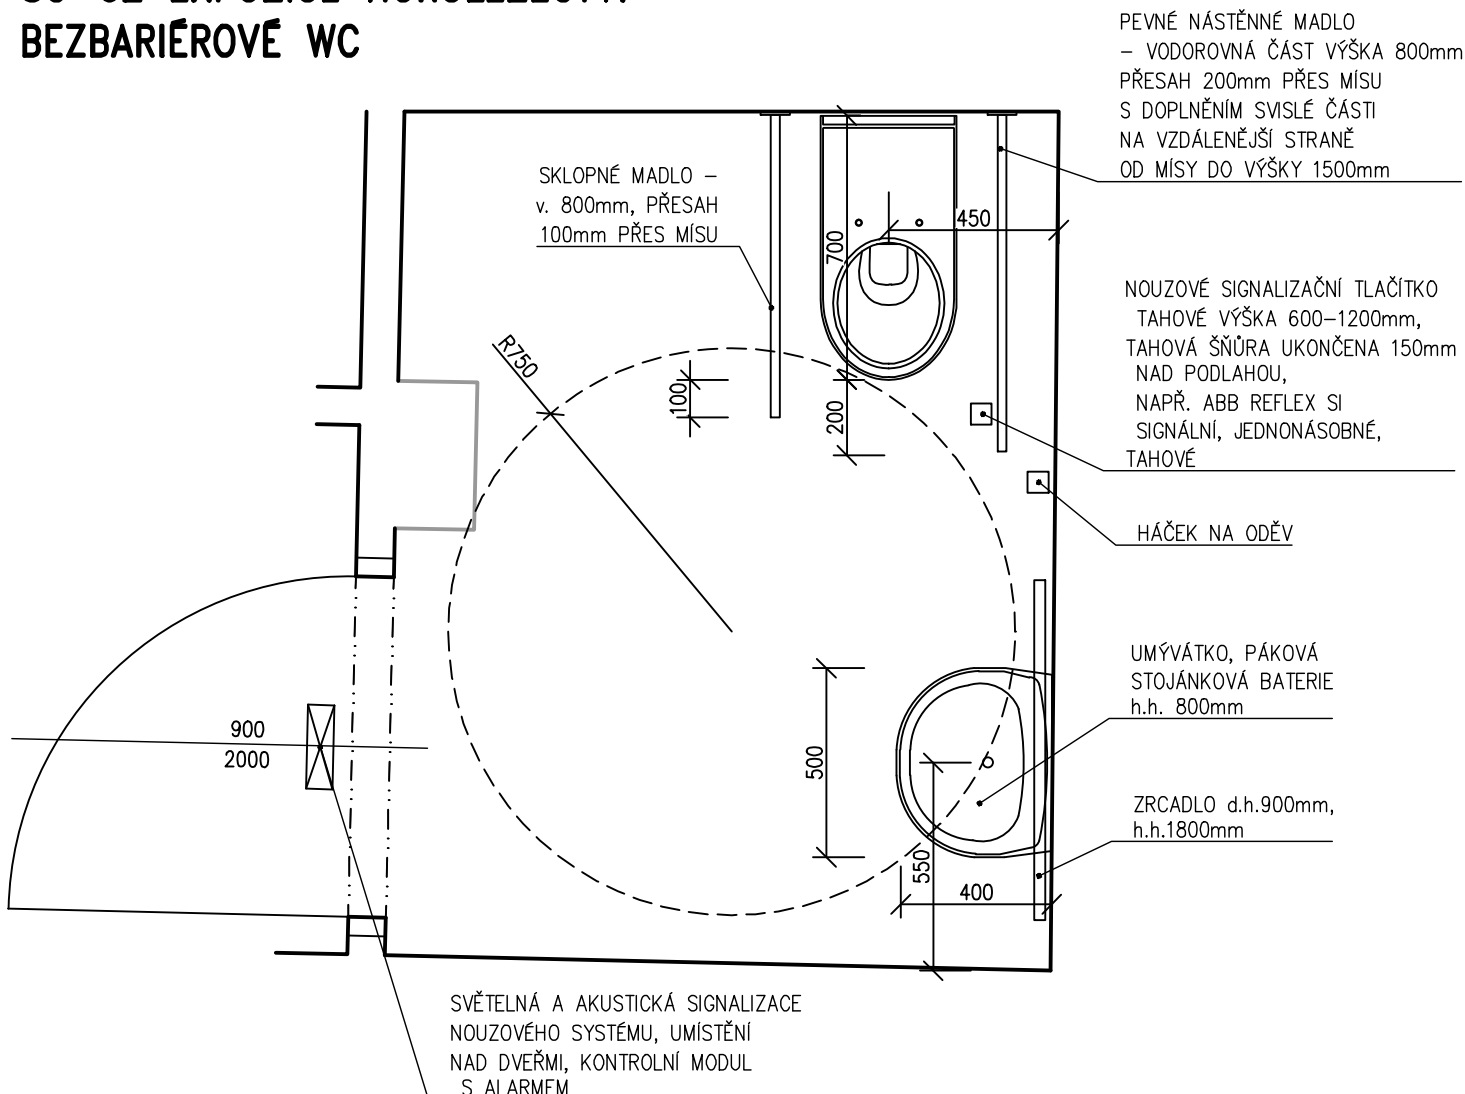 BEZBARIÉROVÉ WC
PEVNÉ NÁSTĚNNÉ MADLO
– VODOROVNÁ ČÁST VÝŠKA 800mm
PŘESAH 200mm PŘES MÍSU
S DOPLNĚNÍM SVISLÉ ČÁSTI
NA VZDÁLENĚJŠÍ STRANĚ
OD MÍSY DO VÝŠKY 1500mm
SKLOPNÉ MADLO –
v. 800mm, PŘESAH
100mm PŘES MÍSU
700
450
NOUZOVÉ SIGNALIZAČNÍ TLAČÍTKO
TAHOVÉ VÝŠKA 600–1200mm,
TAHOVÁ ŠŇŮRA UKONČENA 150mm
NAD PODLAHOU,
NAPŘ. ABB REFLEX SI
SIGNÁLNÍ, JEDNONÁSOBNÉ,
TAHOVÉ
R750
100
200
HÁČEK NA ODĚV
UMÝVÁTKO, PÁKOVÁ
STOJÁNKOVÁ BATERIE
h.h. 800mm
900
2000
500
550
400
ZRCADLO d.h.900mm,
h.h.1800mm
SVĚTELNÁ A AKUSTICKÁ SIGNALIZACE
NOUZOVÉHO SYSTÉMU, UMÍSTĚNÍ
NAD DVEŘMI, KONTROLNÍ MODUL
S ALARMEM